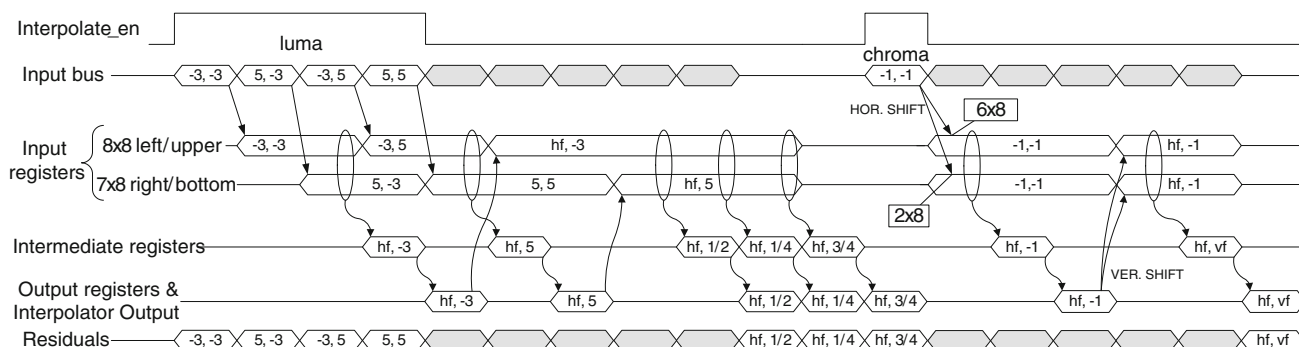 Interpolate_en
luma
chroma
Input bus -3, -3 5, -3 -3, 5 5, 5 -1, -1
HOR. SHIFT 6x8
Input registers
8x8 left/upper -3, -3 -3, 5 hf, -3 -1,-1 hf, -1
7x8 right/bottom 5, -3 5, 5 hf, 5 -1,-1 hf, -1
2x8
Intermediate registers hf, -3 hf, 5 hf, 1/2 hf, 1/4 hf, 3/4 hf, -1 hf, vf
VER. SHIFT
Output registers &
Interpolator Output hf, -3 hf, 5 hf, 1/2 hf, 1/4 hf, 3/4 hf, -1 hf, vf
Residuals -3, -3 5, -3 -3, 5 5, 5 hf, 1/2 hf, 1/4 hf, 3/4 hf, vf